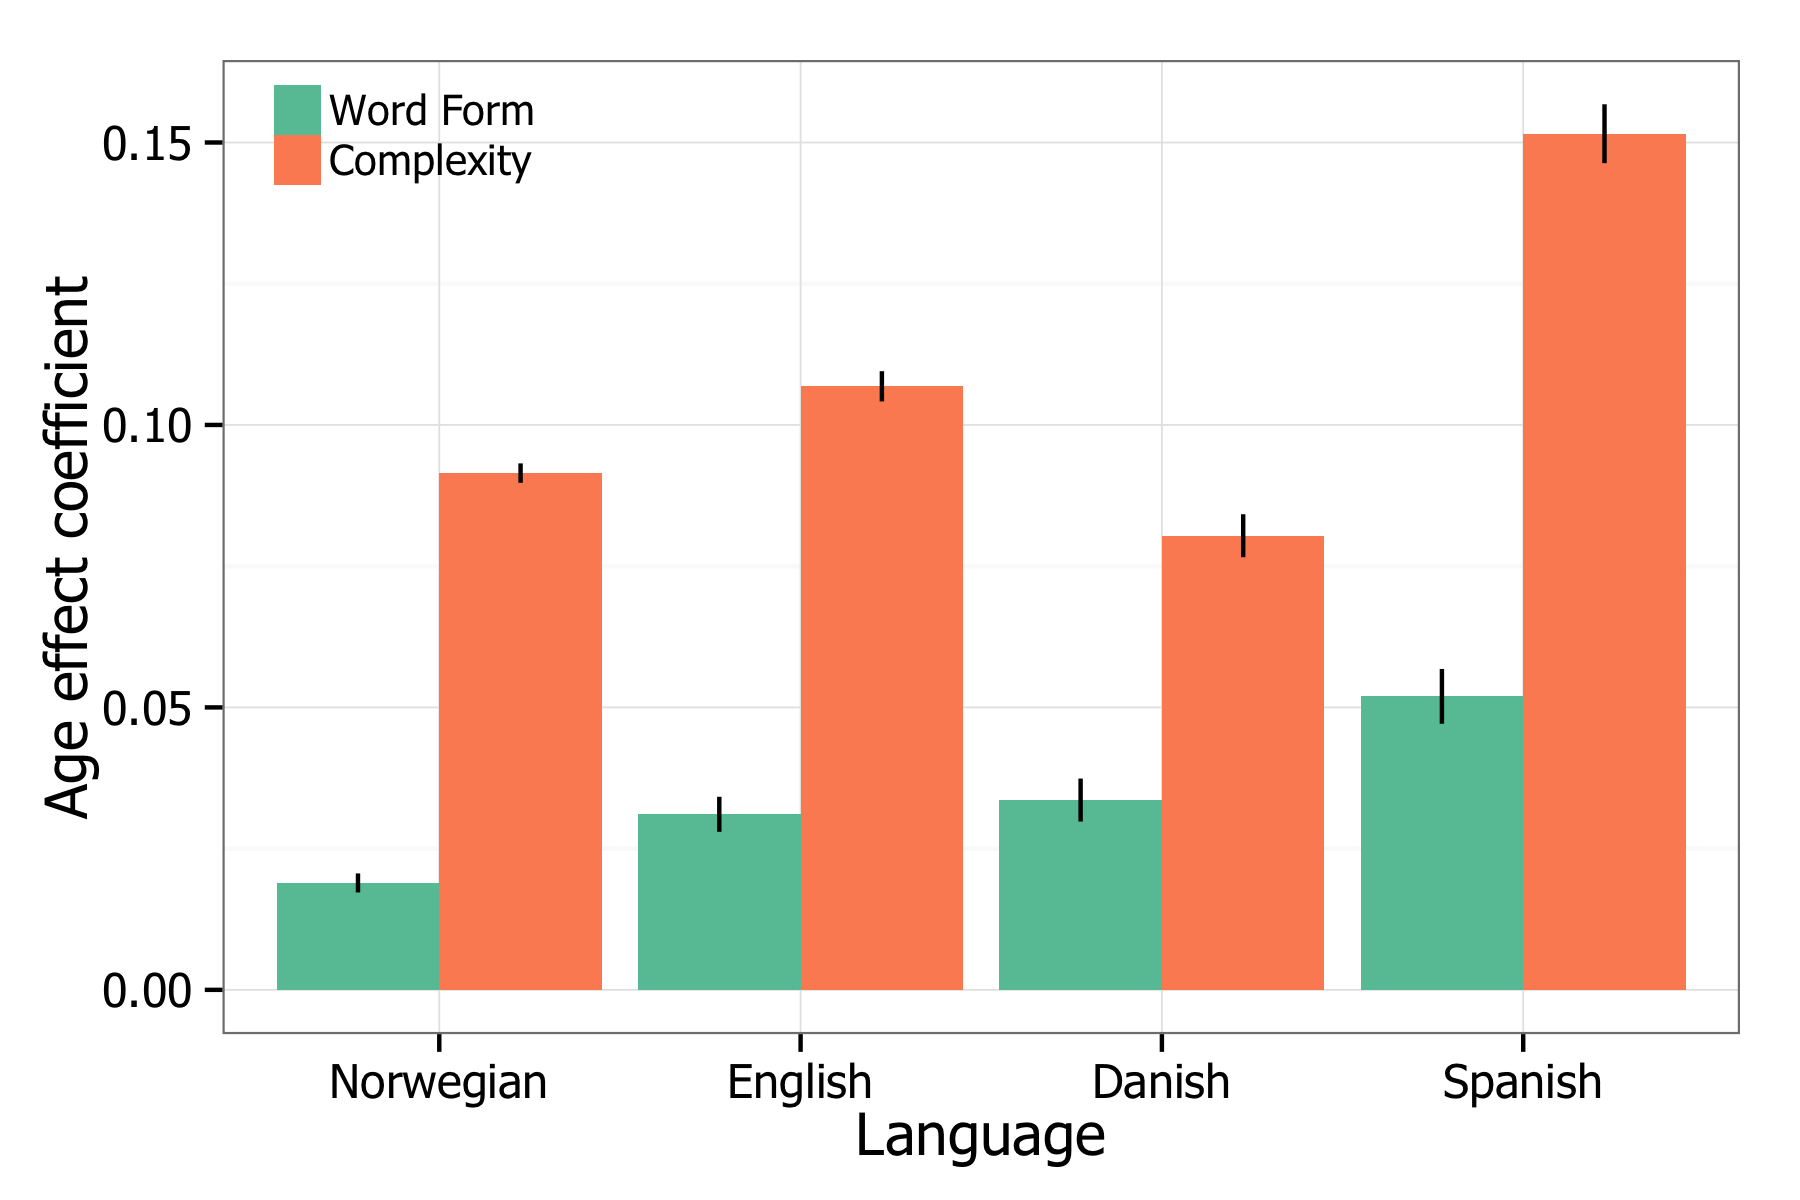 Word Form
Complexity
0.15
0.10
0.05
0.00
Age effect coefficient
Norwegian
English
Danish
Spanish
Language